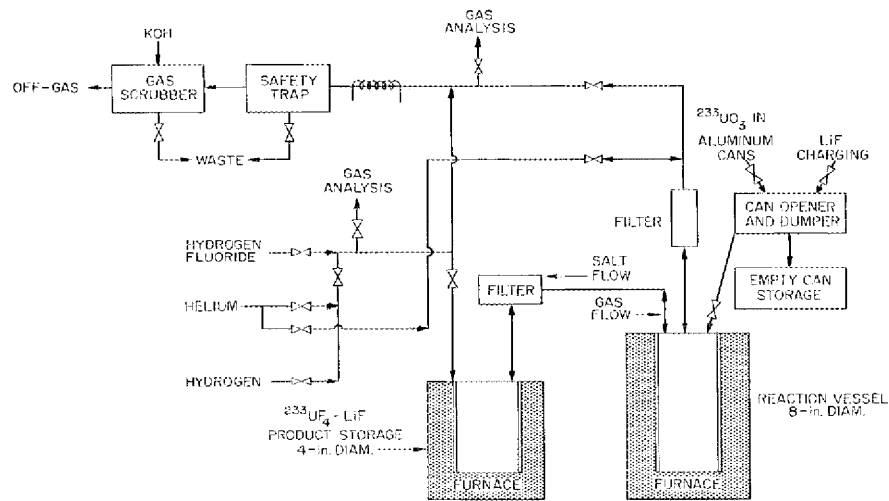 GAS
ANALYSIS
KOH
OFF-GAS
GAS
SCRUBBER
SAFETY
TRAP
WASTE
²³³UO₃ IN
ALUMINUM
CANS
LiF
CHARGING
GAS
ANALYSIS
FILTER
CAN OPENER
AND DUMPER
HYDROGEN
FLUORIDE
SALT
FLOW
FILTER
EMPTY CAN
STORAGE
HELIUM
GAS
FLOW
HYDROGEN
²³³UF₄-LiF
PRODUCT STORAGE
4-in. DIAM.
REACTION VESSEL
8-in. DIAM.
FURNACE
FURNACE